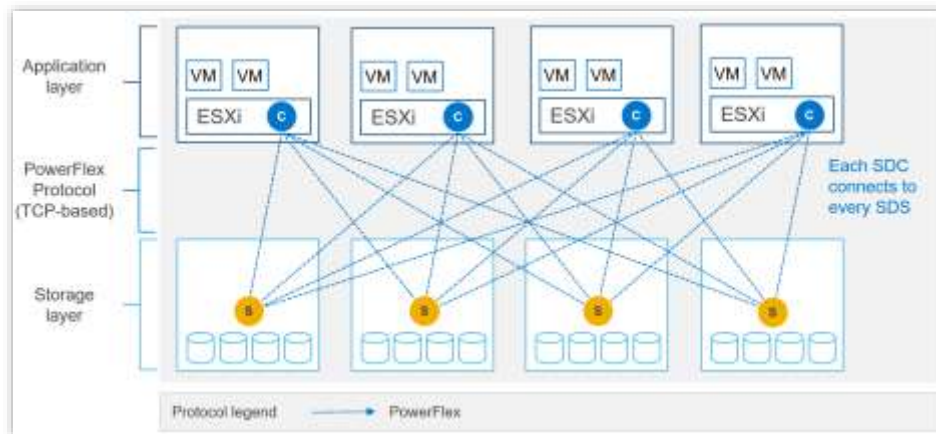 Application
layer
VM VM
ESXi C
VM VM
ESXi C
VM VM
ESXi C
VM VM
ESXi C
PowerFlex
Protocol
(TCP-based)
Each SDC
connects to
every SDS
Storage
layer
S
S
S
S
Protocol legend PowerFlex